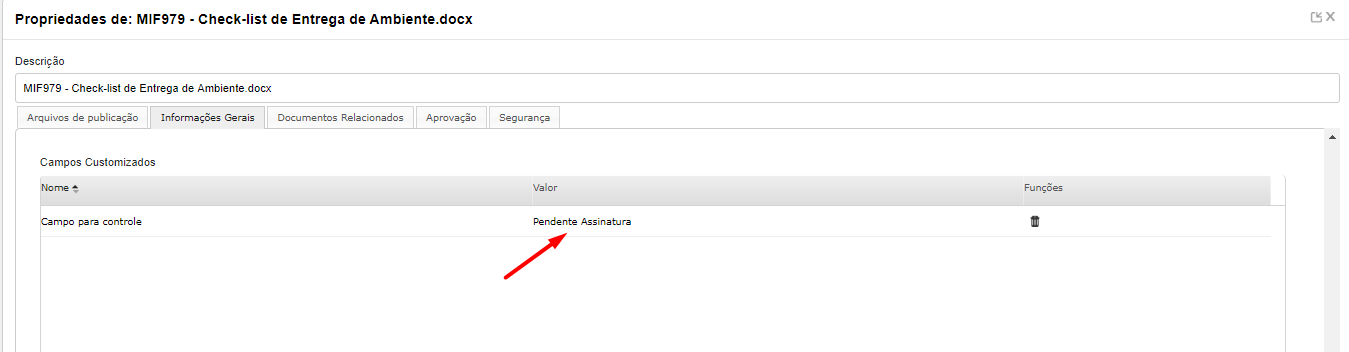 Propriedades de: MIF979 - Check-list de Entrega de Ambiente.docx
Descrição
MIF979 - Check-list de Entrega de Ambiente.docx
Arquivos de publicação Informações Gerais Documentos Relacionados Aprovação Segurança
Campos Customizados
Nome Valor Funções
Campo para controle Pendente Assinatura